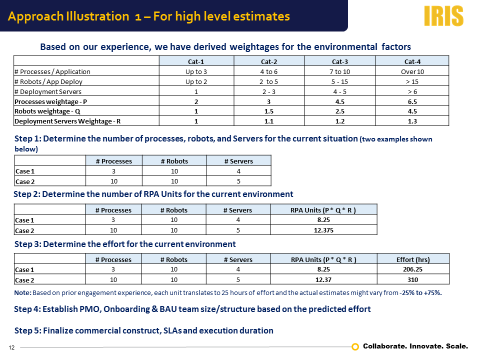 Approach Illustration 1 – For high level estimates
IRIS
Based on our experience, we have derived weightages for the environmental factors
Cat-1 Cat-2 Cat-3 Cat-4
# Processes / Application Up to 3 4 to 6 7 to 10 Over 10
# Robots / App Deploy Up to 2 2 to 5 5 - 15 > 15
# Deployment Servers 1 2 - 3 4 - 5 > 6
Processes weightage - P 2 3 4.5 6.5
Robots weightage - Q 1 1.5 2.5 4.5
Deployment Servers Weightage - R 1 1.1 1.2 1.3
Step 1: Determine the number of processes, robots, and Servers for the current situation (two examples shown
below)
# Processes # Robots # Servers
Case 1 3 10 4
Case 2 10 10 5
Step 2: Determine the number of RPA Units for the current environment
# Processes # Robots # Servers RPA Units (P * Q * R )
Case 1 3 10 4 8.25
Case 2 10 10 5 12.375
Step 3: Determine the effort for the current environment
# Processes # Robots # Servers RPA Units (P * Q * R ) Effort (hrs)
Case 1 3 10 4 8.25 206.25
Case 2 10 10 5 12.37 310
Note: Based on prior engagement experience, each unit translates to 25 hours of effort and the actual estimates might vary from -25% to +75%.
Step 4: Establish PMO, Onboarding & BAU team size/structure based on the predicted effort
Step 5: Finalize commercial construct, SLAs and execution duration
12
Collaborate. Innovate. Scale.